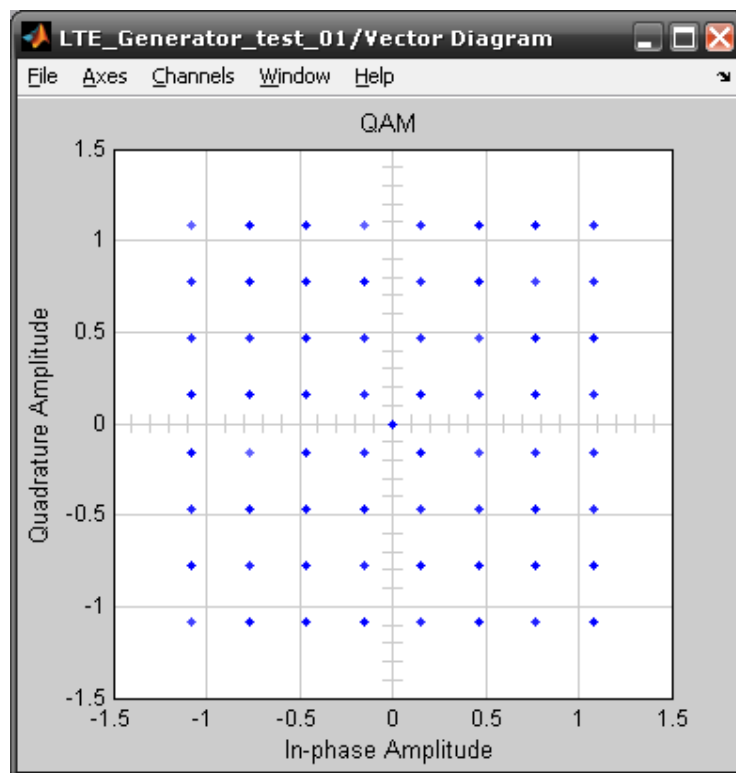 LTE_Generator_test_01/Vector Diagram
File Axes Channels Window Help
QAM
1.5
1
0.5
0
-0.5
-1
-1.5
Quadrature Amplitude
-1.5 -1 -0.5 0 0.5 1 1.5
In-phase Amplitude